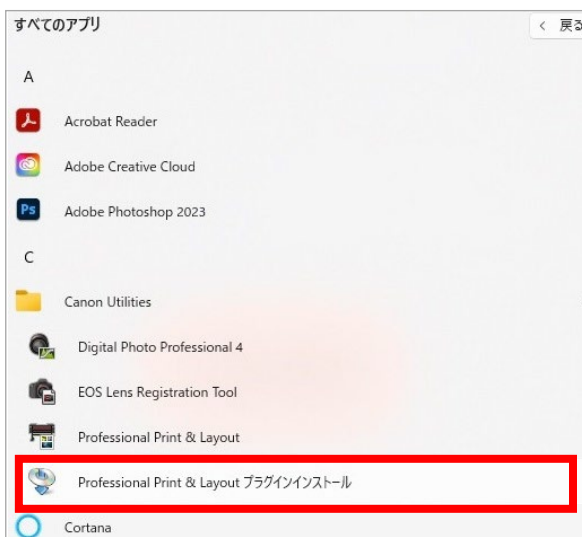 すべてのアプリ
< 戻る
A
Acrobat Reader
Adobe Creative Cloud
Ps Adobe Photoshop 2023
C
Canon Utilities
Digital Photo Professional 4
EOS Lens Registration Tool
Professional Print & Layout
Professional Print & Layout プラグインインストール
Cortana